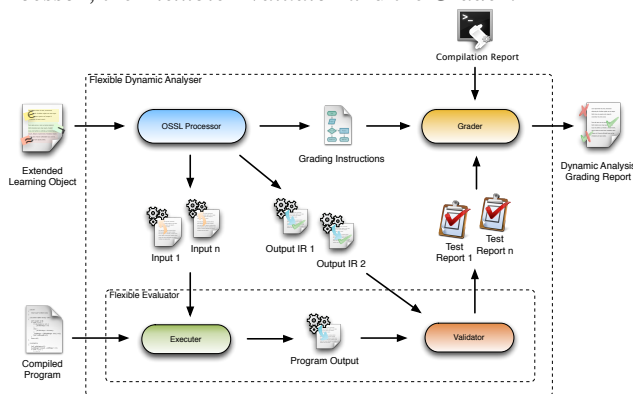 Compilation Report
Flexible Dynamic Analyser
OSSL Processor
Grader
Extended
Learning Object
Grading Instructions
Dynamic Analysis
Grading Report
Input 1
Input n
Output IR 1
Output IR 2
Test
Report 1
Test
Report n
Flexible Evaluator
Executer
Validator
Compiled
Program
Program Output